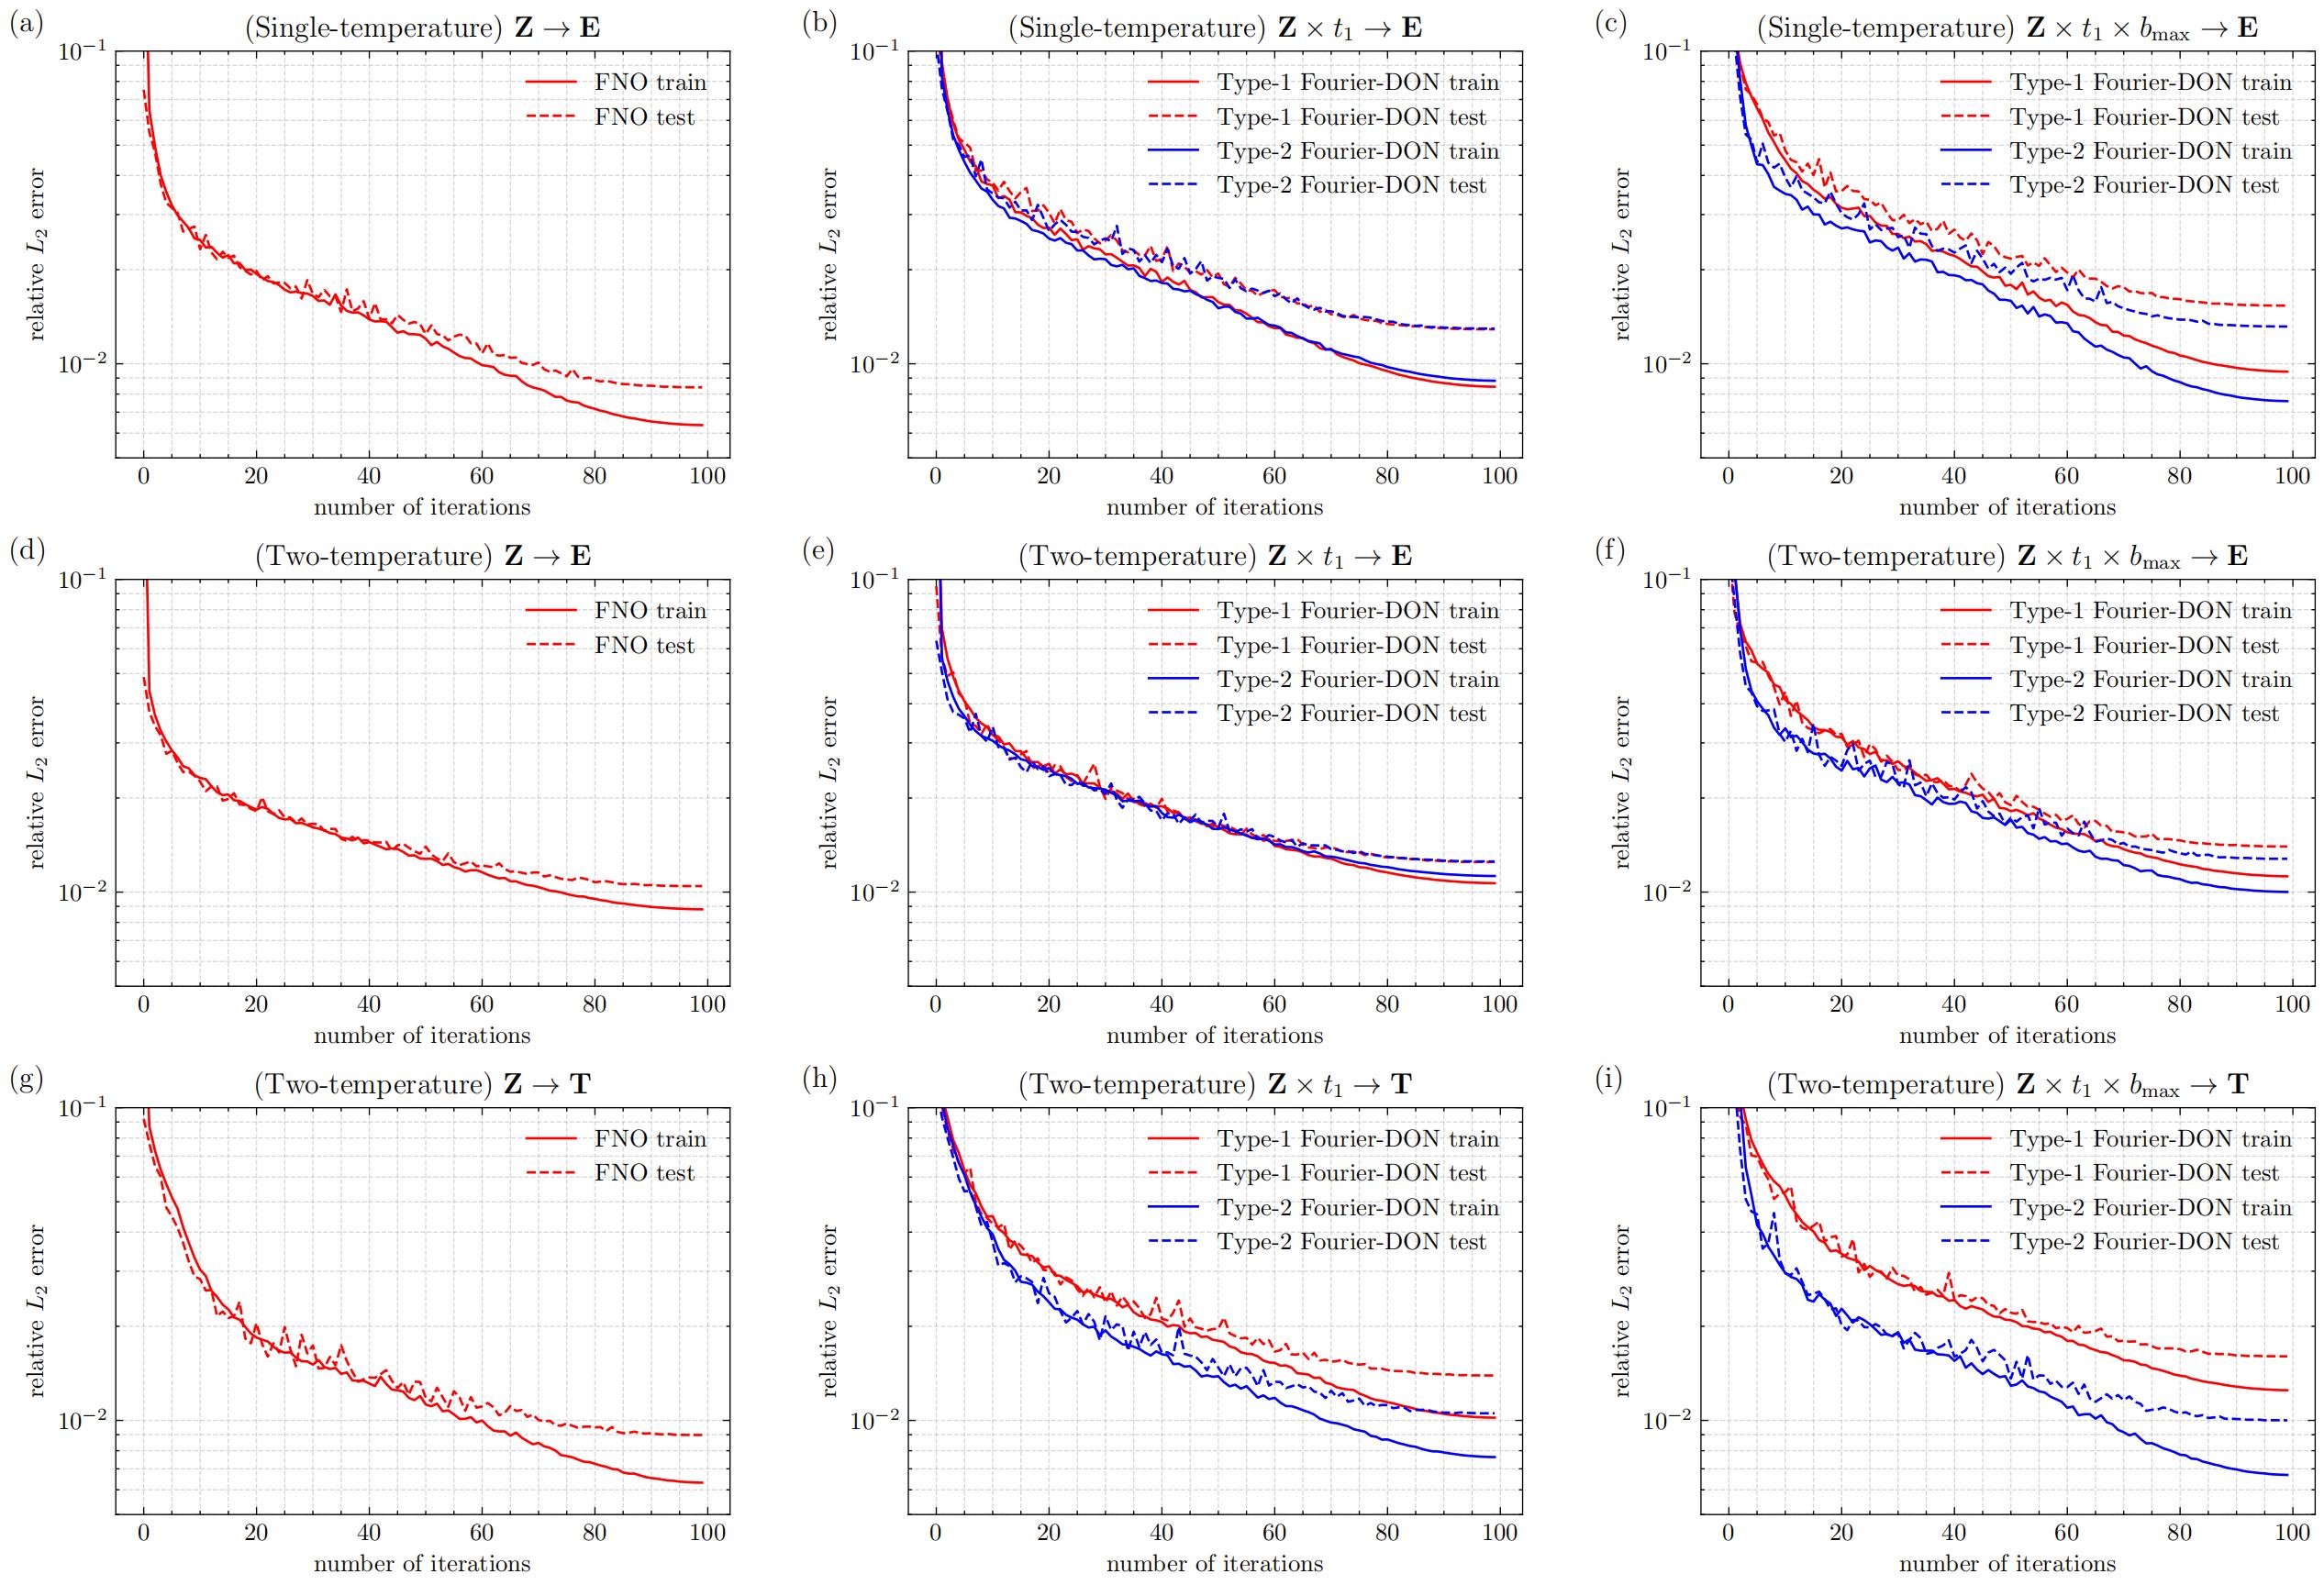 (a) (Single-temperature) Z → E
10⁻¹
10⁻²
relative L₂ error
FNO train
FNO test
0 20 40 60 80 100
number of iterations
(b) (Single-temperature) Z × t₁ → E
10⁻¹
10⁻²
relative L₂ error
Type-1 Fourier-DON train
Type-1 Fourier-DON test
Type-2 Fourier-DON train
Type-2 Fourier-DON test
0 20 40 60 80 100
number of iterations
(c) (Single-temperature) Z × t₁ × b_max → E
10⁻¹
10⁻²
relative L₂ error
Type-1 Fourier-DON train
Type-1 Fourier-DON test
Type-2 Fourier-DON train
Type-2 Fourier-DON test
0 20 40 60 80 100
number of iterations
(d) (Two-temperature) Z → E
10⁻¹
10⁻²
relative L₂ error
FNO train
FNO test
0 20 40 60 80 100
number of iterations
(e) (Two-temperature) Z × t₁ → E
10⁻¹
10⁻²
relative L₂ error
Type-1 Fourier-DON train
Type-1 Fourier-DON test
Type-2 Fourier-DON train
Type-2 Fourier-DON test
0 20 40 60 80 100
number of iterations
(f) (Two-temperature) Z × t₁ × b_max → E
10⁻¹
10⁻²
relative L₂ error
Type-1 Fourier-DON train
Type-1 Fourier-DON test
Type-2 Fourier-DON train
Type-2 Fourier-DON test
0 20 40 60 80 100
number of iterations
(g) (Two-temperature) Z → T
10⁻¹
10⁻²
relative L₂ error
FNO train
FNO test
0 20 40 60 80 100
number of iterations
(h) (Two-temperature) Z × t₁ → T
10⁻¹
10⁻²
relative L₂ error
Type-1 Fourier-DON train
Type-1 Fourier-DON test
Type-2 Fourier-DON train
Type-2 Fourier-DON test
0 20 40 60 80 100
number of iterations
(i) (Two-temperature) Z × t₁ × b_max → T
10⁻¹
10⁻²
relative L₂ error
Type-1 Fourier-DON train
Type-1 Fourier-DON test
Type-2 Fourier-DON train
Type-2 Fourier-DON test
0 20 40 60 80 100
number of iterations